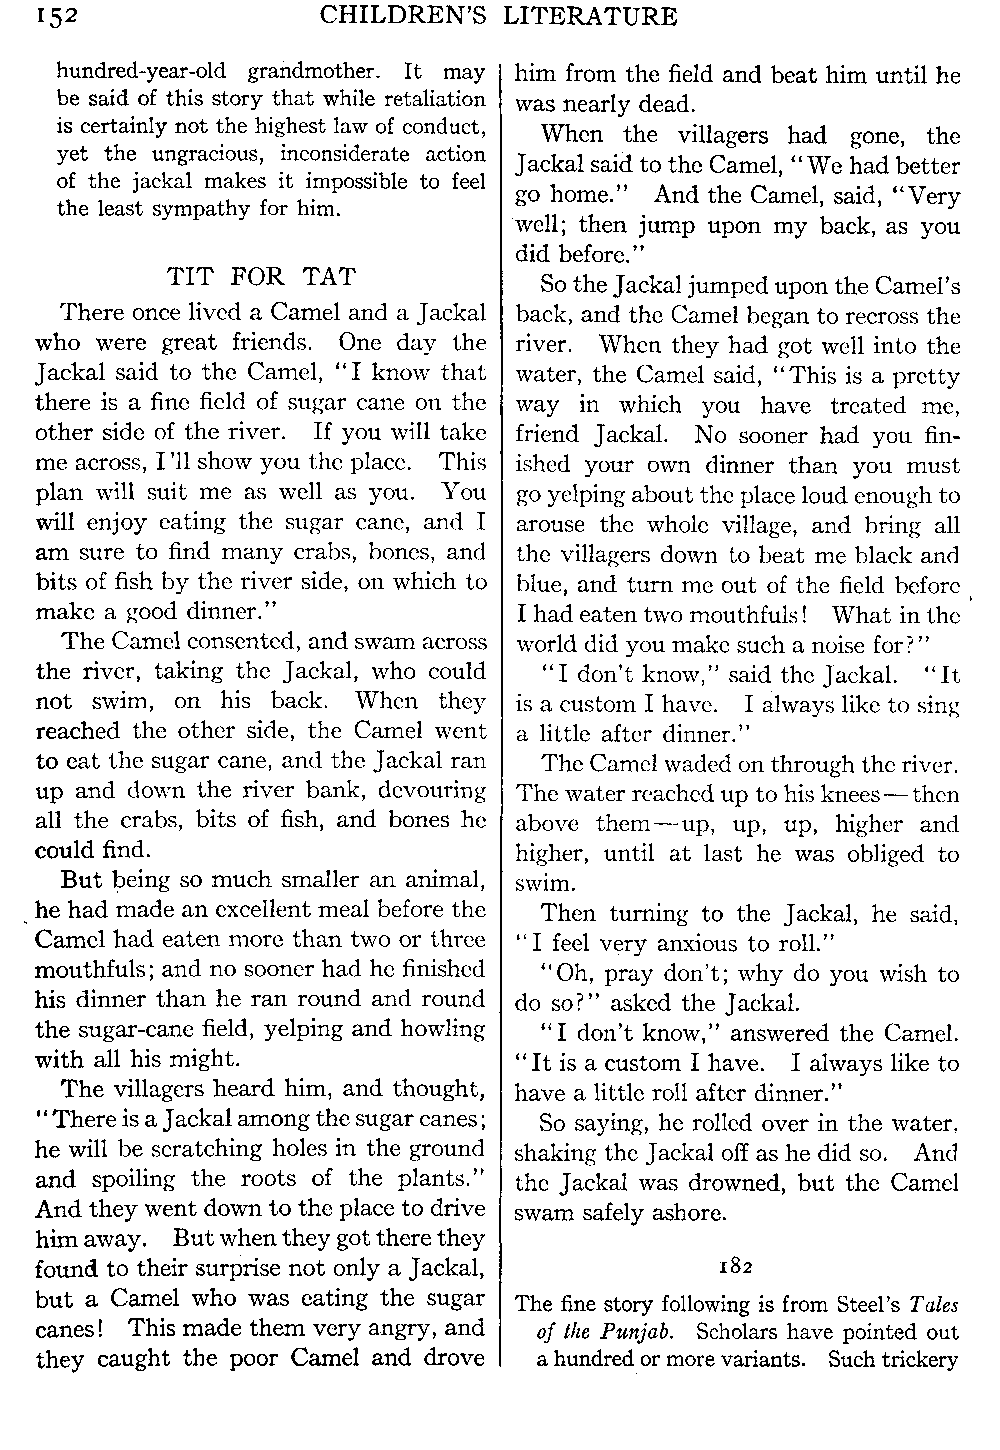 152 CHILDREN'S LITERATURE
hundred-year-old grandmother. It may
be said of this story that while retaliation
is certainly not the highest law of conduct,
yet the ungracious, inconsiderate action
of the jackal makes it impossible to feel
the least sympathy for him.
TIT FOR TAT
There once lived a Camel and a Jackal
who were great friends. One day the
Jackal said to the Camel, "I know that
there is a fine field of sugar cane on the
other side of the river. If you will take
me across, I'll show you the place. This
plan will suit me as well as you. You
will enjoy eating the sugar cane, and I
am sure to find many crabs, bones, and
bits of fish by the river side, on which to
make a good dinner."
The Camel consented, and swam across
the river, taking the Jackal, who could
not swim, on his back. When they
reached the other side, the Camel went
to eat the sugar cane, and the Jackal ran
up and down the river bank, devouring
all the crabs, bits of fish, and bones he
could find.
But being so much smaller an animal,
he had made an excellent meal before the
Camel had eaten more than two or three
mouthfuls; and no sooner had he finished
his dinner than he ran round and round
the sugar-cane field, yelping and howling
with all his might.
The villagers heard him, and thought,
"There is a Jackal among the sugar canes;
he will be scratching holes in the ground
and spoiling the roots of the plants."
And they went down to the place to drive
him away. But when they got there they
found to their surprise not only a Jackal,
but a Camel who was eating the sugar
canes! This made them very angry, and
they caught the poor Camel and drove
him from the field and beat him until he
was nearly dead.
When the villagers had gone, the
Jackal said to the Camel, "We had better
go home." And the Camel, said, "Very
well; then jump upon my back, as you
did before."
So the Jackal jumped upon the Camel's
back, and the Camel began to recross the
river. When they had got well into the
water, the Camel said, "This is a pretty
way in which you have treated me,
friend Jackal. No sooner had you fin-
ished your own dinner than you must
go yelping about the place loud enough to
arouse the whole village, and bring all
the villagers down to beat me black and
blue, and turn me out of the field before
I had eaten two mouthfuls! What in the
world did you make such a noise for?"
"I don't know," said the Jackal. "It
is a custom I have. I always like to sing
a little after dinner."
The Camel waded on through the river.
The water reached up to his knees—then
above them—up, up, up, higher and
higher, until at last he was obliged to
swim.
Then turning to the Jackal, he said,
"I feel very anxious to roll."
"Oh, pray don't; why do you wish to
do so?" asked the Jackal.
"I don't know," answered the Camel.
"It is a custom I have. I always like to
have a little roll after dinner."
So saying, he rolled over in the water,
shaking the Jackal off as he did so. And
the Jackal was drowned, but the Camel
swam safely ashore.
182
The fine story following is from Steel's Tales
of the Punjab. Scholars have pointed out
a hundred or more variants. Such trickery